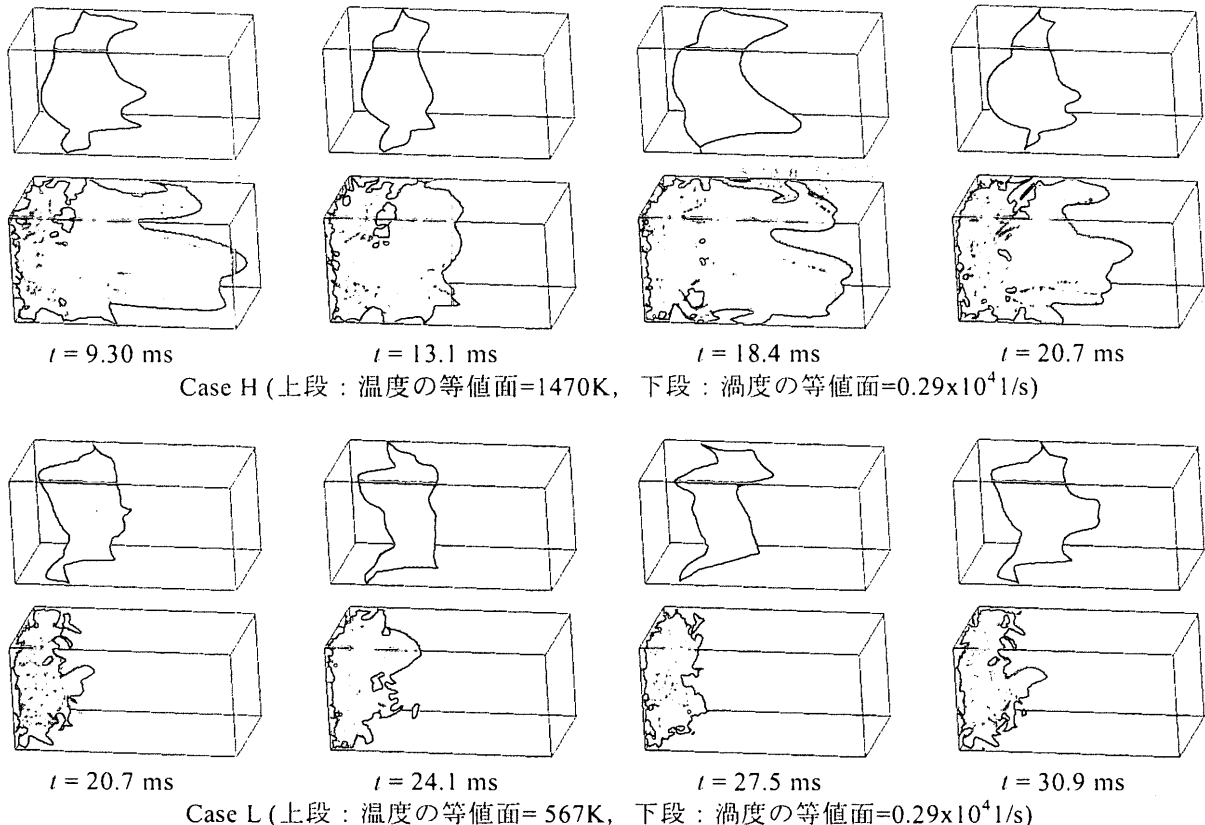 t = 9.30 ms
t = 13.1 ms
t = 18.4 ms
t = 20.7 ms
Case H (上段：温度の等値面=1470K, 下段：渦度の等値面=0.29x10⁴1/s)
t = 20.7 ms
t = 24.1 ms
t = 27.5 ms
t = 30.9 ms
Case L (上段：温度の等値面= 567K, 下段：渦度の等値面=0.29x10⁴1/s)